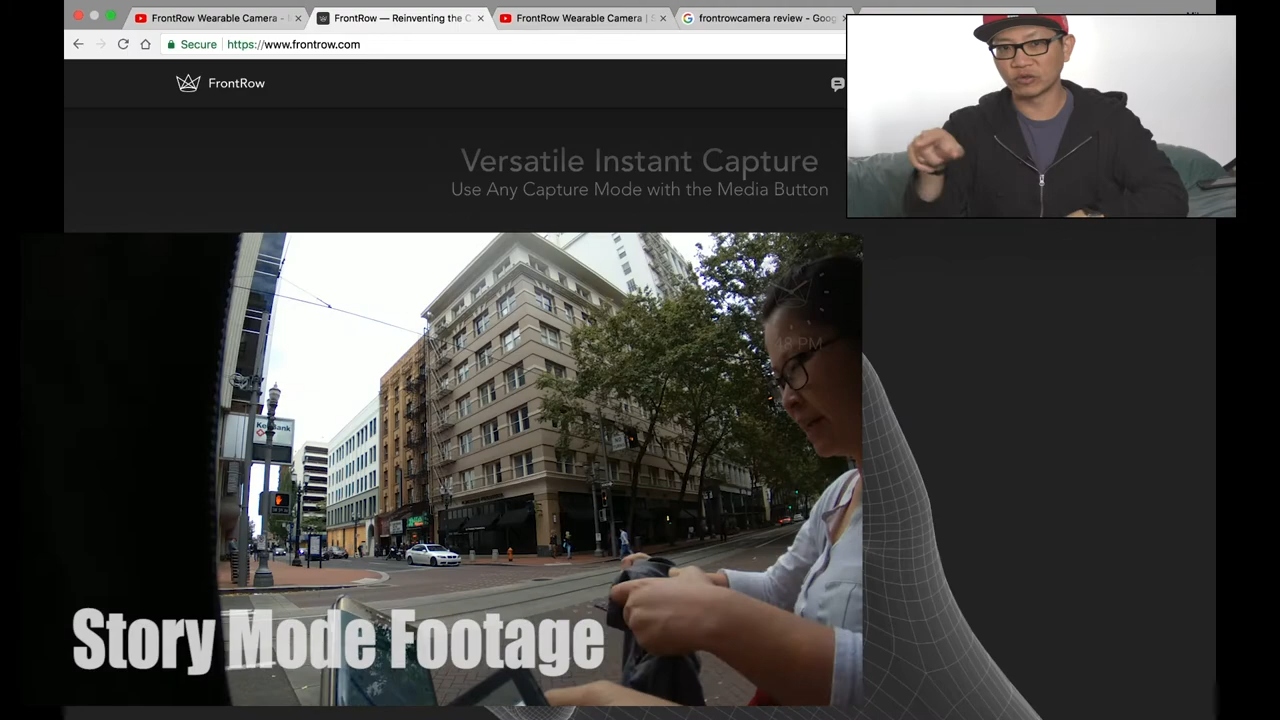 FrontRow Wearable Camera -
FrontRow — Reinventing the C
FrontRow Wearable Camera | S
frontrowcamera review - Goog
Secure
https://www.frontrow.com
FrontRow
Versatile Instant Capture
Use Any Capture Mode with the Media Button
KeyBank
Story Mode Footage